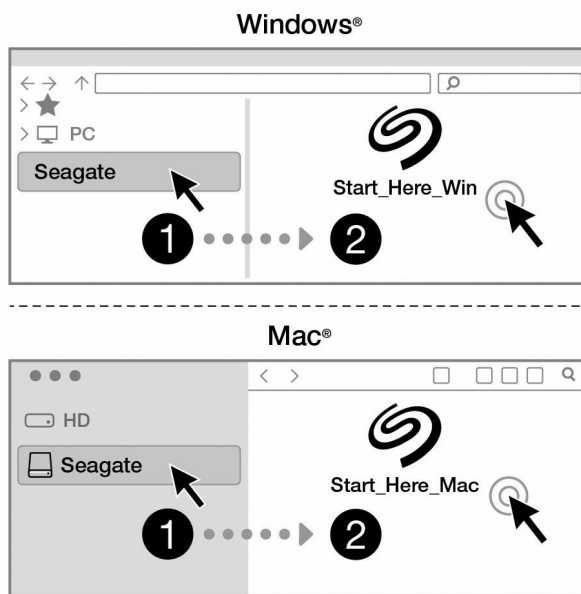 Windows®
PC
Seagate
Start_Here_Win
1
2
Mac®
HD
Seagate
Start_Here_Mac
1
2